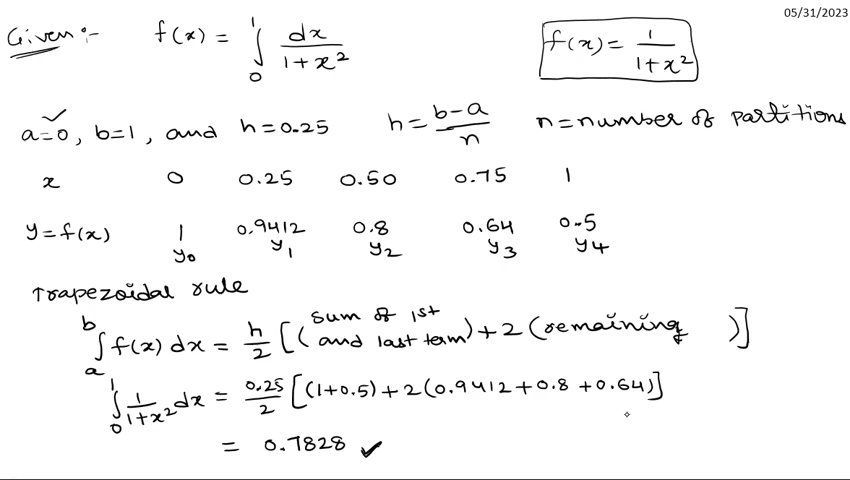 05/31/2023
Given :- f(x) = ∫₀¹ dx/(1+x²) f(x) = 1/(1+x²)
a=0, b=1, and h=0.25 h = (b-a)/n n = number of partitions
x 0 0.25 0.50 0.75 1
y=f(x) 1 0.9412 0.8 0.64 0.5
y₀ y₁ y₂ y₃ y₄
Trapezoidal rule
∫ₐᵇ f(x) dx = h/2 [(sum of 1st and last term) + 2 (remaining )]
∫₀¹ 1/(1+x²) dx = 0.25/2 [(1+0.5) + 2(0.9412+0.8+0.64)]
= 0.7828 ✓